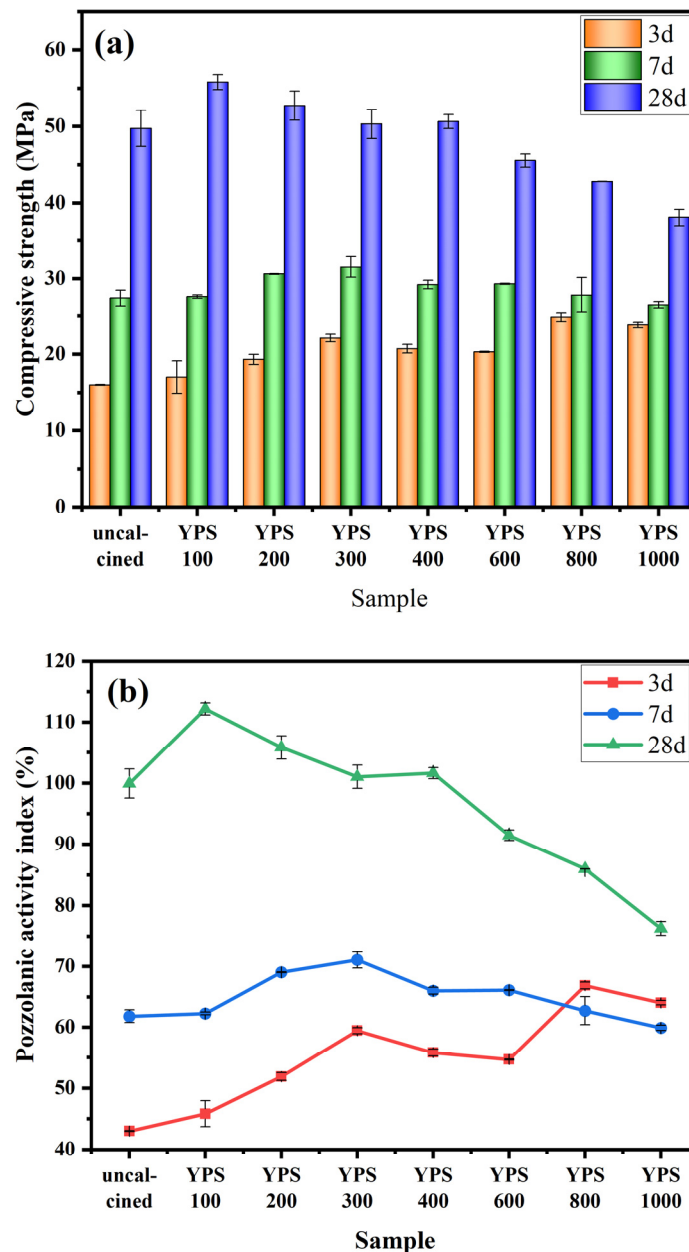 (a)
3d
7d
28d
Compressive strength (MPa)
60
50
40
30
20
10
0
uncal-
cined
YPS
100
YPS
200
YPS
300
YPS
400
YPS
600
YPS
800
YPS
1000
Sample
(b)
3d
7d
28d
Pozzolanic activity index (%)
120
110
100
90
80
70
60
50
40
uncal-
cined
YPS
100
YPS
200
YPS
300
YPS
400
YPS
600
YPS
800
YPS
1000
Sample